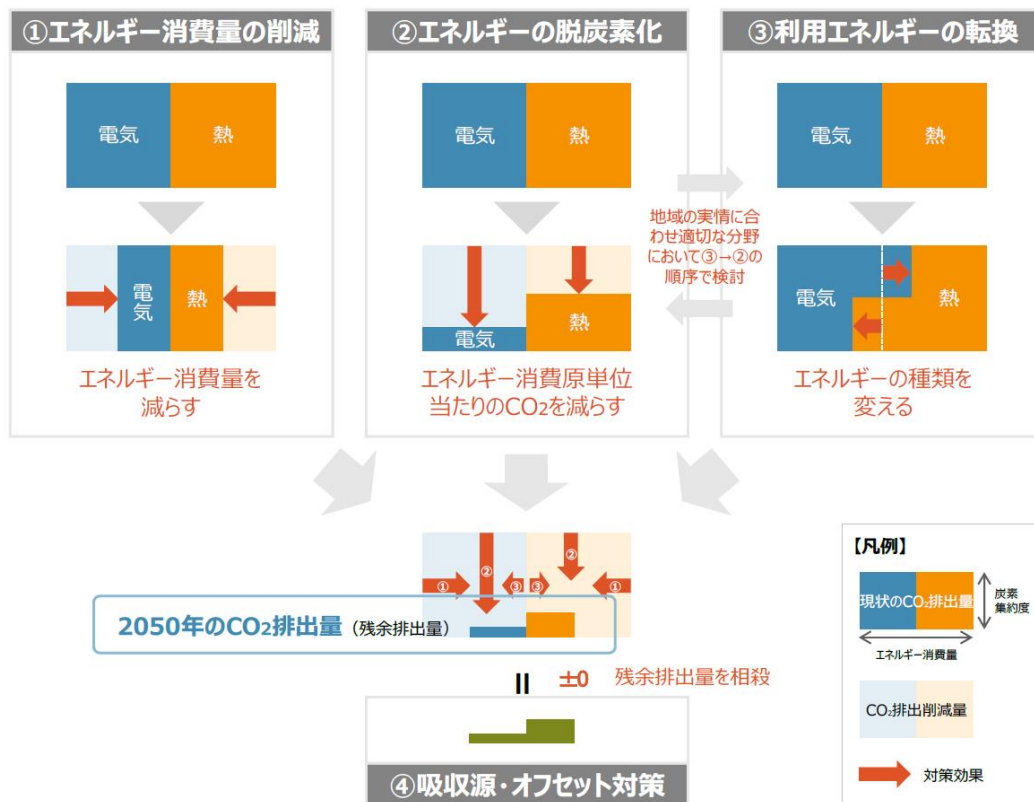 ①エネルギー消費量の削減
電気
熱
電気
熱
エネルギー消費量を
減らす
②エネルギーの脱炭素化
電気
熱
電気
熱
エネルギー消費原単位
当たりのCO₂を減らす
地域の実情に合
わせ適切な分野
において③→②の
順序で検討
③利用エネルギーの転換
電気
熱
電気
熱
エネルギーの種類を
変える
①
②
③
③
②
①
2050年のCO₂排出量（残余排出量）
=
±0
残余排出量を相殺
④吸収源・オフセット対策
【凡例】
現状のCO₂排出量
炭素
集約度
エネルギー消費量
CO₂排出削減量
対策効果